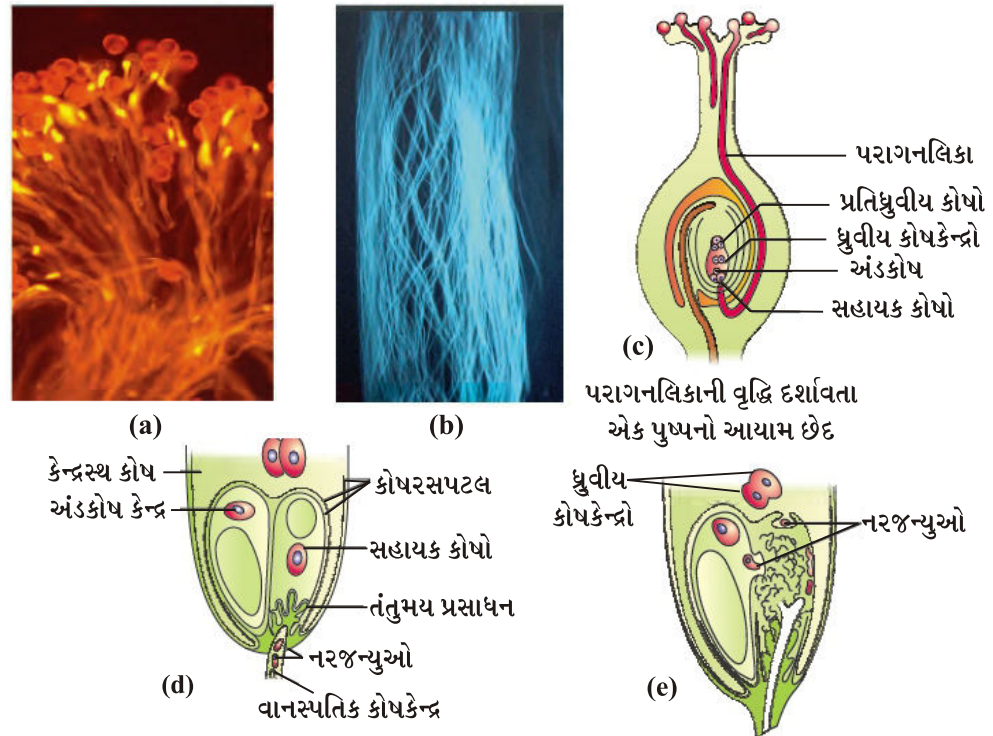 પરાગનલિકા
પ્રતિધ્રુવીય કોષો
ધ્રુવીય કોષકેન્દ્રો
અંડકોષ
સહાયક કોષો
(c)
(a)
(b)
પરાગનલિકાની વૃદ્ધિ દર્શાવતા
એક પુષ્પનો આયામ છેદ
કેન્દ્રસ્થ કોષ
અંડકોષ કેન્દ્ર
કોષરસપટલ
સહાયક કોષો
તંતુમય પ્રસાધન
નરજન્યુઓ
(d)
વાનસ્પતિક કોષકેન્દ્ર
ધ્રુવીય
કોષકેન્દ્રો
નરજન્યુઓ
(e)